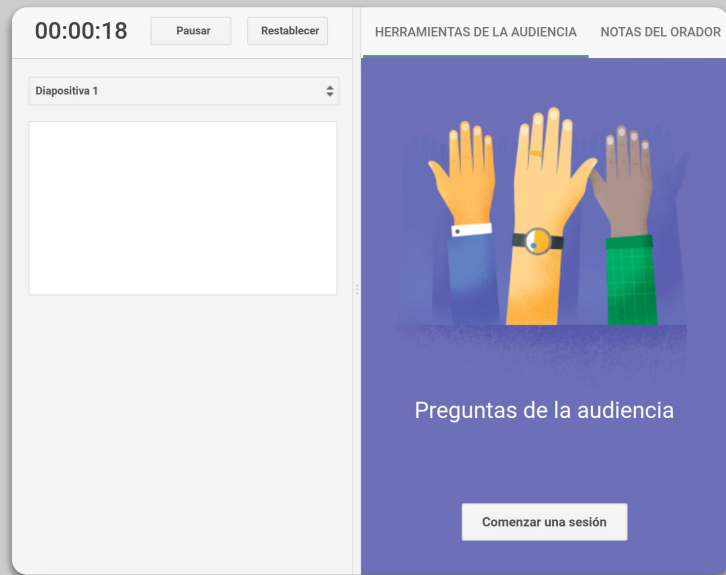 00:00:18 Pausar Restablecer
HERRAMIENTAS DE LA AUDIENCIA NOTAS DEL ORADOR
Diapositiva 1
Preguntas de la audiencia
Comenzar una sesión